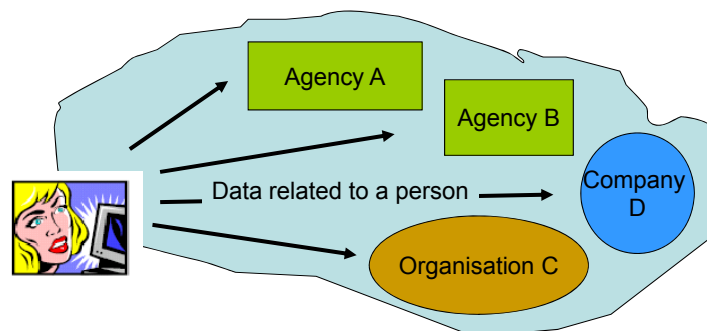 Agency A
Agency B
Data related to a person
Company
D
Organisation C